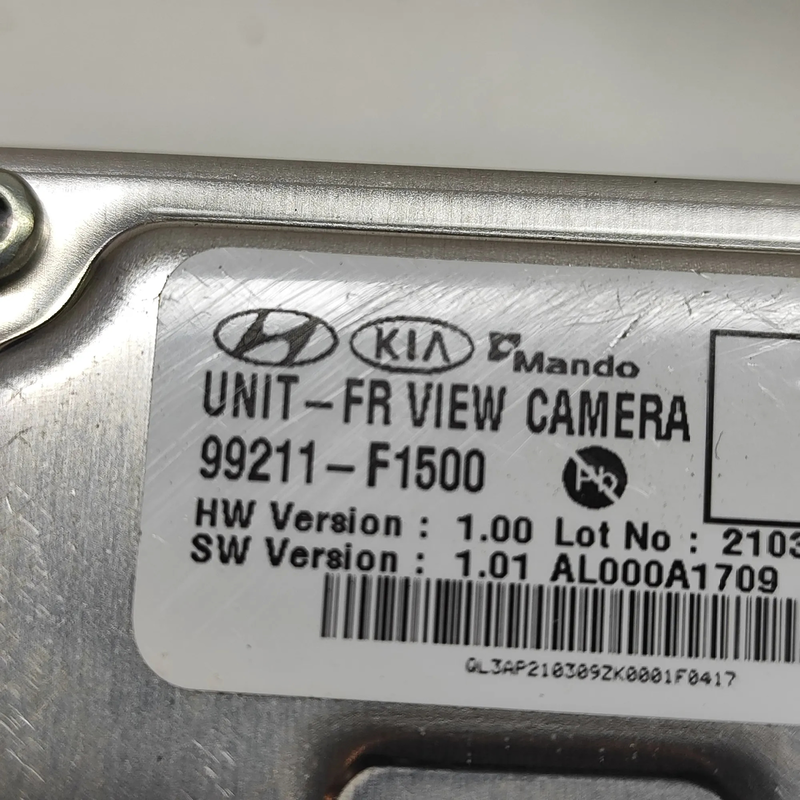 KIA Mando
UNIT-FR VIEW CAMERA
99211-F1500 Pb
HW Version : 1.00 Lot No : 2103
SW Version : 1.01 AL000A1709
QL3AP210309ZK0001F0417